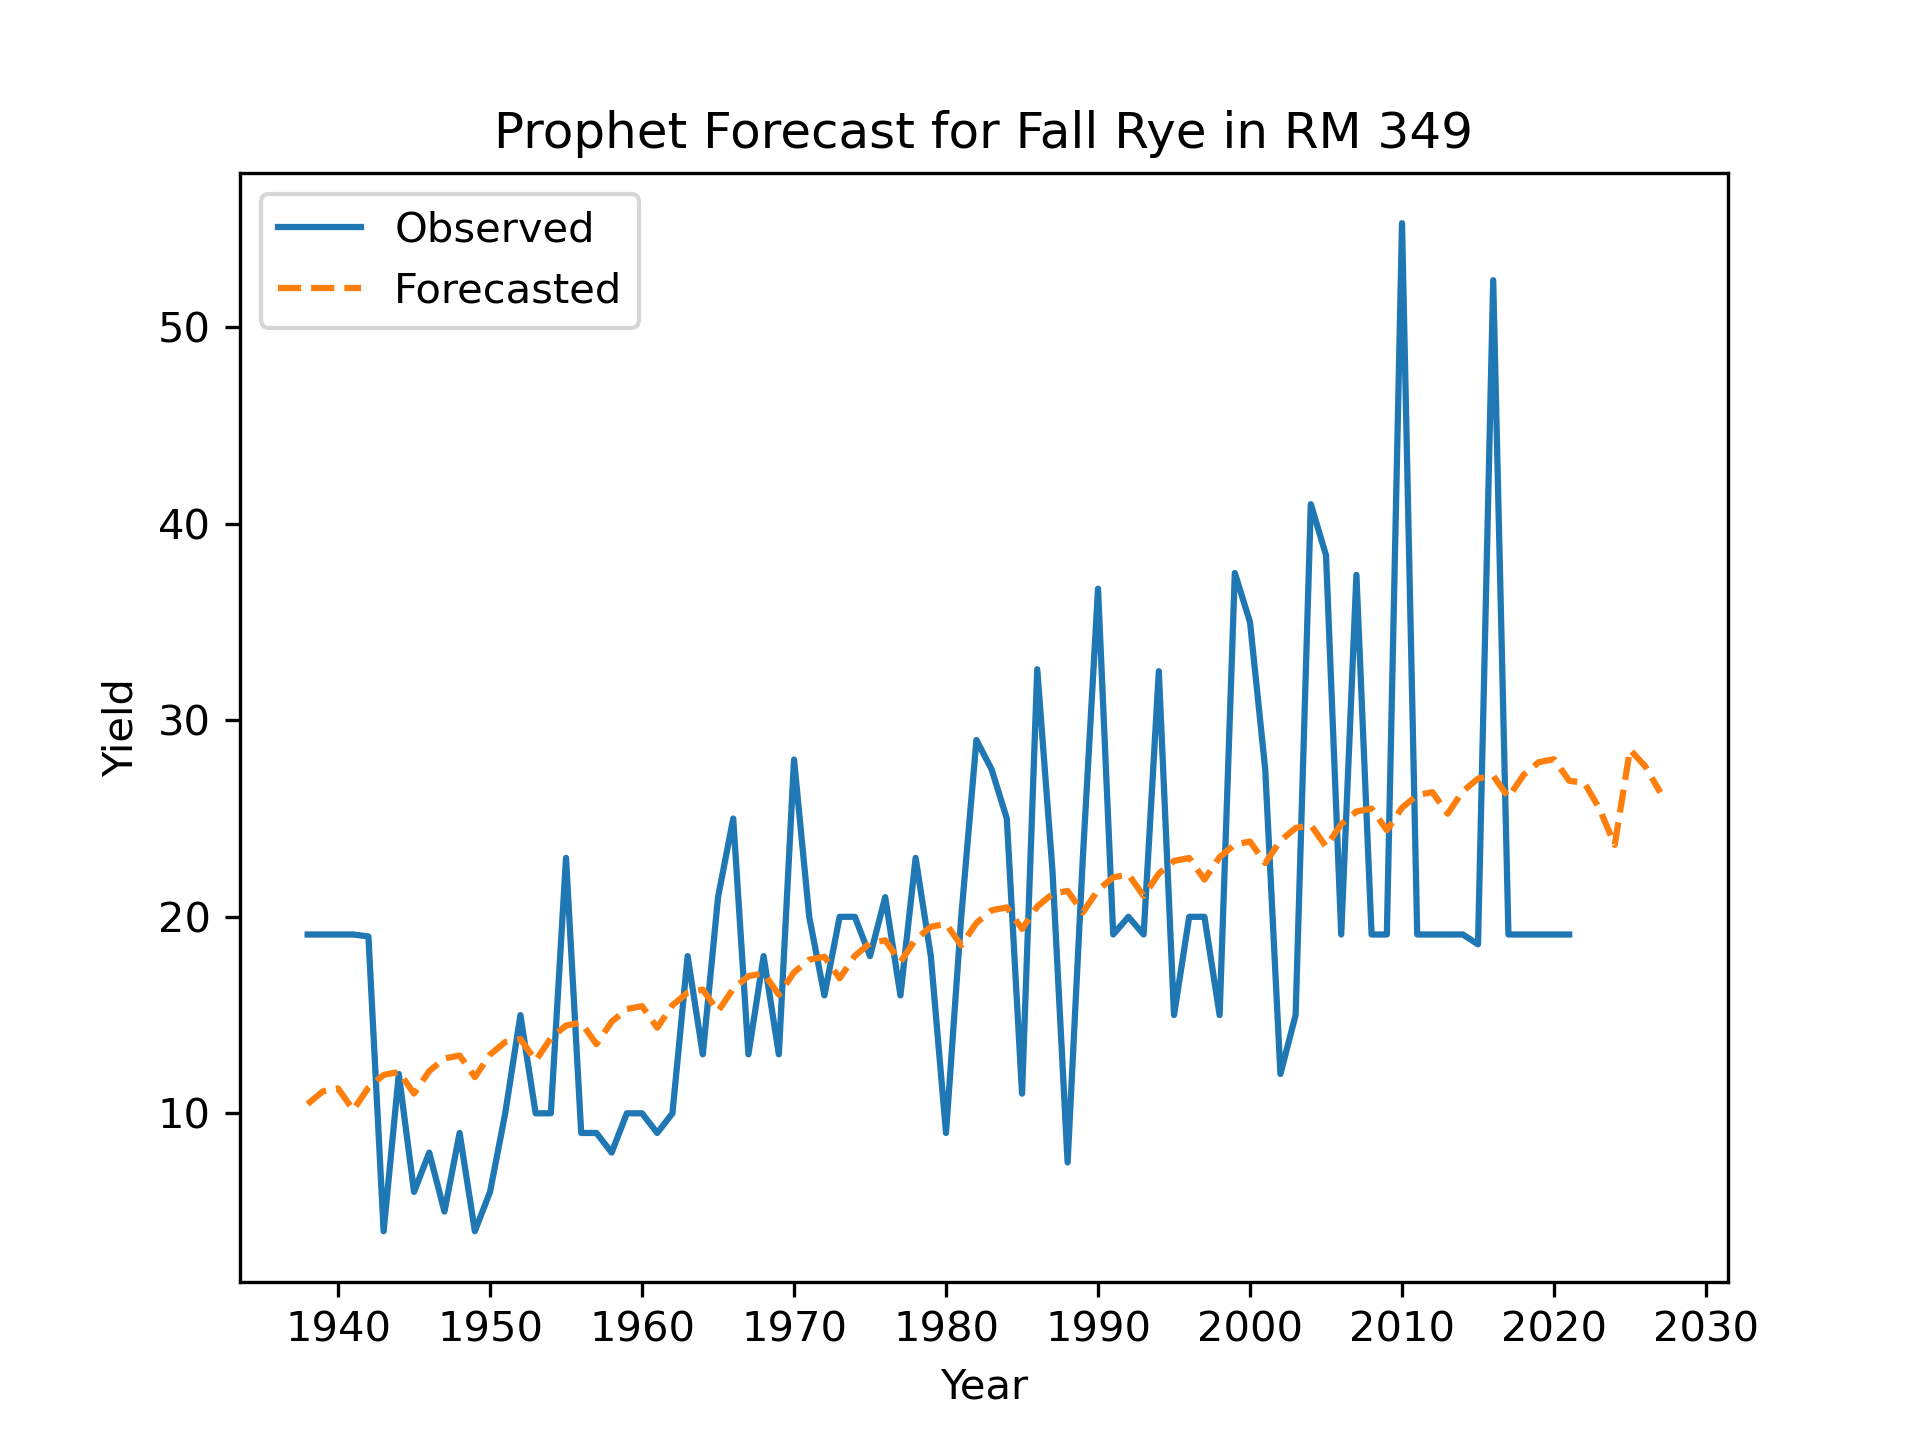 Prophet Forecast for Fall Rye in RM 349
Observed
Forecasted
50
40
30
20
10
Yield
1940 1950 1960 1970 1980 1990 2000 2010 2020 2030
Year